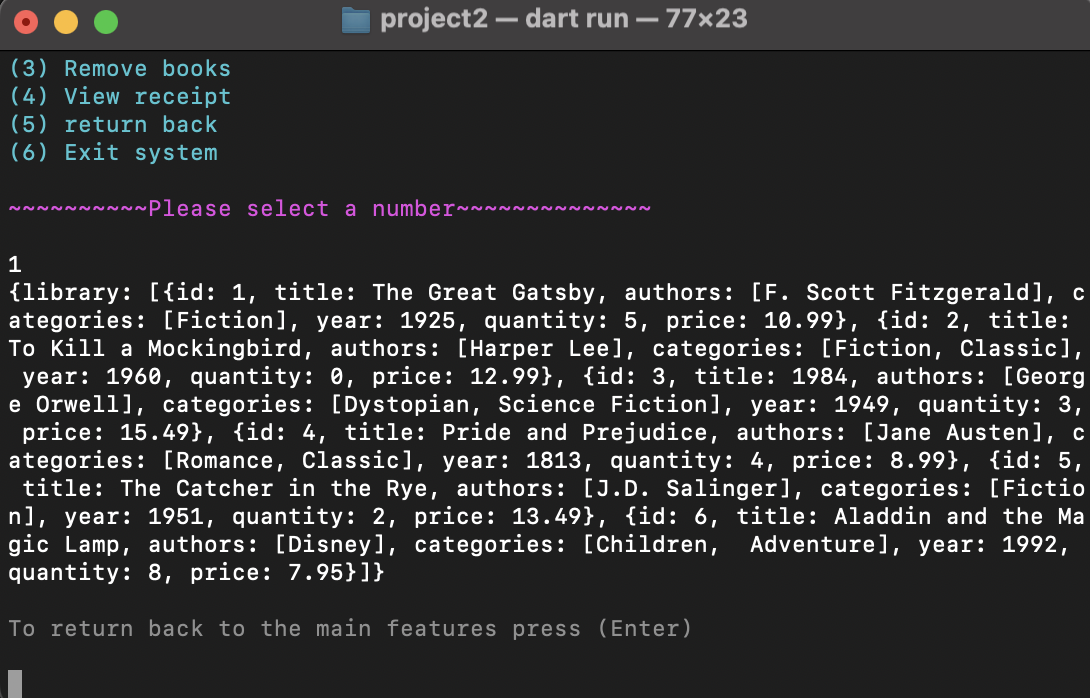 project2 — dart run — 77×23
(3) Remove books
(4) View receipt
(5) return back
(6) Exit system
~~~~~~~~~~Please select a number~~~~~~~~~~~~~~
1
{library: [{id: 1, title: The Great Gatsby, authors: [F. Scott Fitzgerald], c
ategories: [Fiction], year: 1925, quantity: 5, price: 10.99}, {id: 2, title:
To Kill a Mockingbird, authors: [Harper Lee], categories: [Fiction, Classic],
 year: 1960, quantity: 0, price: 12.99}, {id: 3, title: 1984, authors: [Georg
e Orwell], categories: [Dystopian, Science Fiction], year: 1949, quantity: 3,
 price: 15.49}, {id: 4, title: Pride and Prejudice, authors: [Jane Austen], c
ategories: [Romance, Classic], year: 1813, quantity: 4, price: 8.99}, {id: 5,
 title: The Catcher in the Rye, authors: [J.D. Salinger], categories: [Fictio
n], year: 1951, quantity: 2, price: 13.49}, {id: 6, title: Aladdin and the Ma
gic Lamp, authors: [Disney], categories: [Children,  Adventure], year: 1992,
quantity: 8, price: 7.95}]}
To return back to the main features press (Enter)